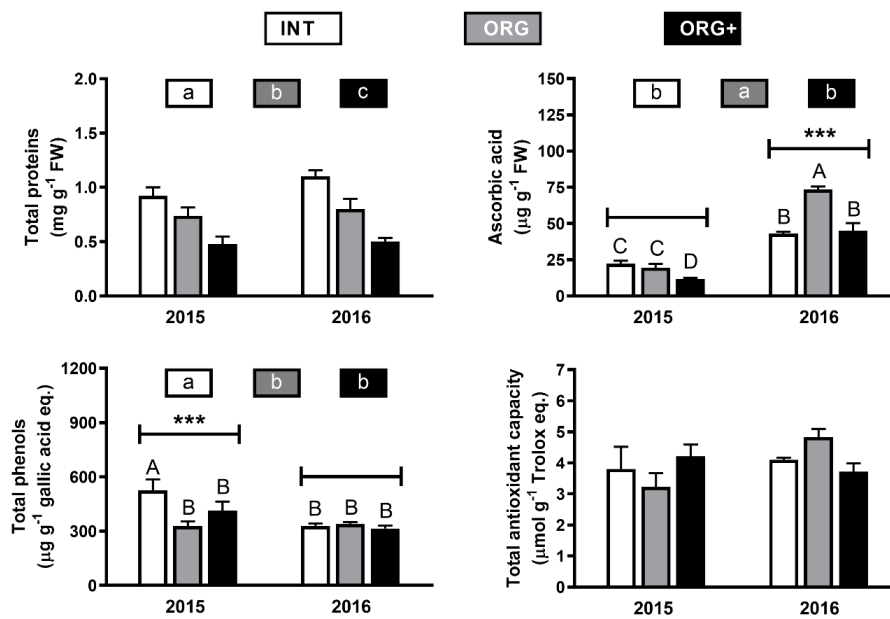 INT ORG ORG+
Total proteins
(mg g⁻¹ FW)
2.0
1.5
1.0
0.5
0.0
a b c
2015 2016
Ascorbic acid
(µg g⁻¹ FW)
150
125
100
75
50
25
0
b a b
***
C C D
B A B
2015 2016
Total phenols
(µg g⁻¹ gallic acid eq.)
1200
900
600
300
0
a b b
***
A B B
B B B
2015 2016
Total antioxidant capacity
(µmol g⁻¹ Trolox eq.)
7
6
5
4
3
2
1
0
2015 2016